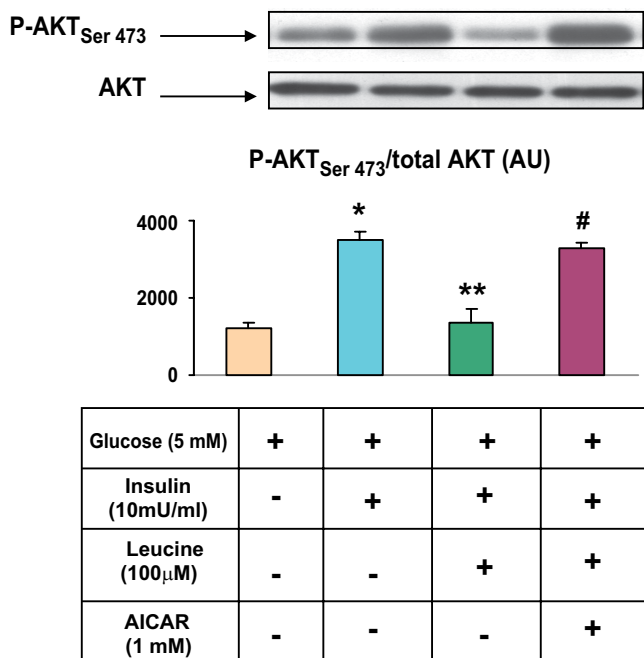 P-AKTSer 473
AKT
P-AKTSer 473/total AKT (AU)
4000
2000
0
*
**
#
Glucose (5 mM) + + + +
Insulin
(10mU/ml) - + + +
Leucine
(100μM) - - + +
AICAR
(1 mM) - - - +